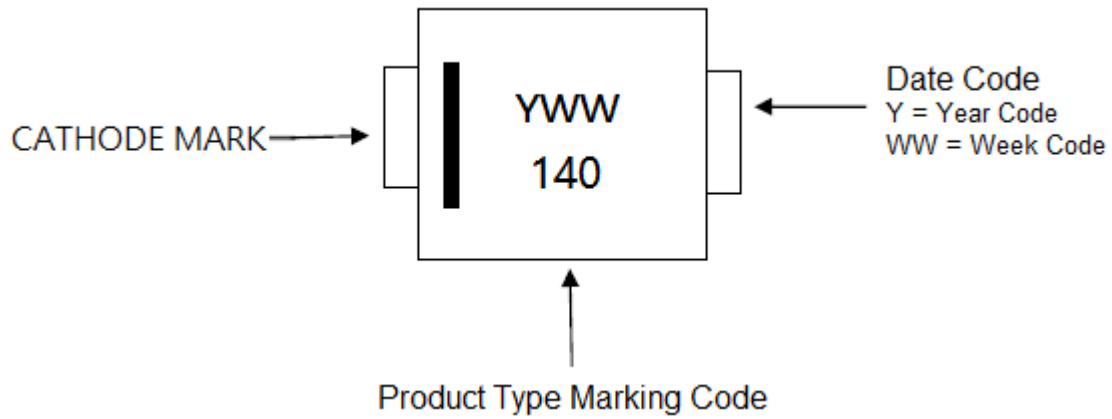 CATHODE MARK
YWW
140
Date Code
Y = Year Code
WW = Week Code
Product Type Marking Code